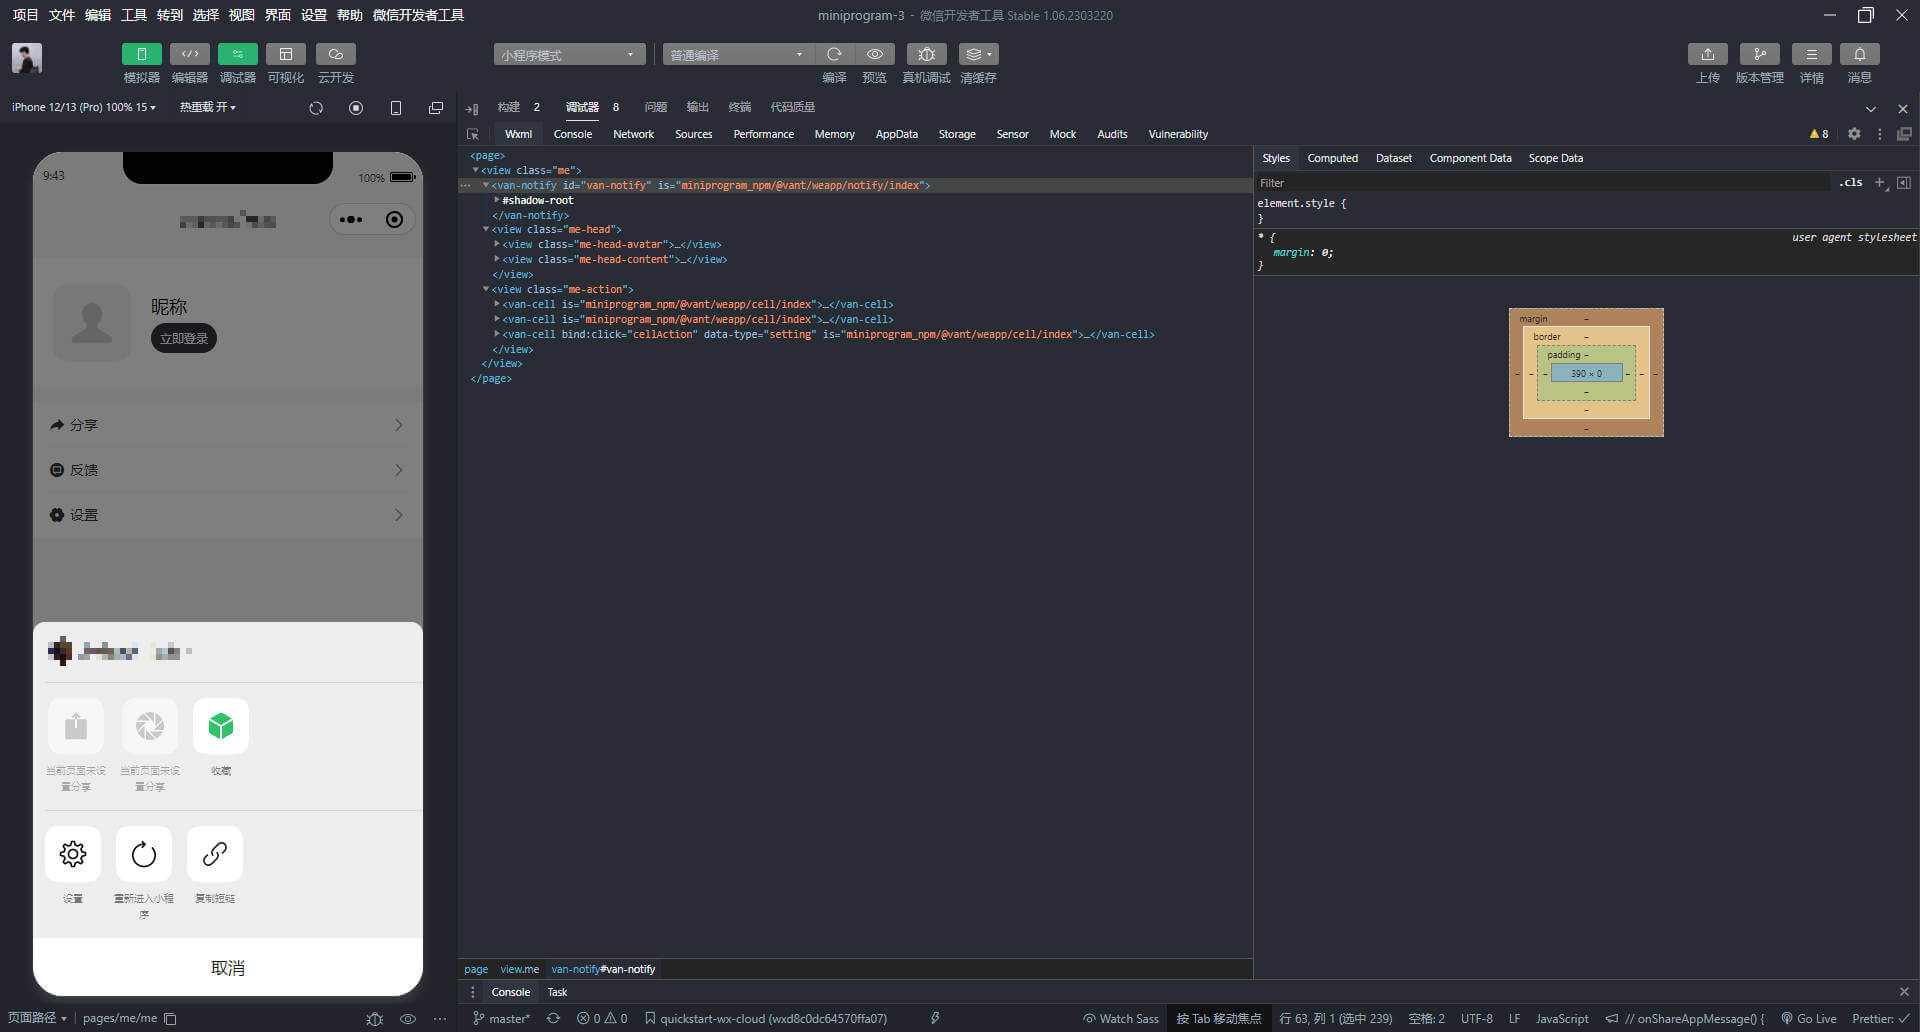 项目 文件 编辑 工具 转到 选择 视图 界面 设置 帮助 微信开发者工具
miniprogram-3 - 微信开发者工具 Stable 1.06.2303220
模拟器 编辑器 调试器 可视化 云开发
小程序模式
普通编译
编译 预览 真机调试 清缓存
上传 版本管理 详情 消息
iPhone 12/13 (Pro) 100% 15 热重载 开
构建 2 调试器 8 问题 输出 终端 代码质量
Wxml Console Network Sources Performance Memory AppData Storage Sensor Mock Audits Vulnerability
8
9:43
100%
昵称
立即登录
分享
反馈
设置
当前页面未设置分享
当前页面未设置分享
收藏
设置
重新进入小程序
复制短链
取消
<page>
<view class="me">
<van-notify id="van-notify" is="miniprogram_npm/@vant/weapp/notify/index">
#shadow-root
</van-notify>
<view class="me-head">
<view class="me-head-avatar">…</view>
<view class="me-head-content">…</view>
</view>
<view class="me-action">
<van-cell is="miniprogram_npm/@vant/weapp/cell/index">…</van-cell>
<van-cell is="miniprogram_npm/@vant/weapp/cell/index">…</van-cell>
<van-cell bind:click="cellAction" data-type="setting" is="miniprogram_npm/@vant/weapp/cell/index">…</van-cell>
</view>
</view>
</page>
Styles Computed Dataset Component Data Scope Data
Filter
.cls
element.style {
}
* {
user agent stylesheet
margin: 0;
}
margin –
border –
padding –
– – – 390 × 0 – – –
–
–
–
page view.me van-notify#van-notify
Console Task
页面路径 pages/me/me
master* 0 0 quickstart-wx-cloud (wxd8c0dc64570ffa07)
Watch Sass 按 Tab 移动焦点 行 63, 列 1 (选中 239) 空格: 2 UTF-8 LF JavaScript // onShareAppMessage() { Go Live Prettier: ✓